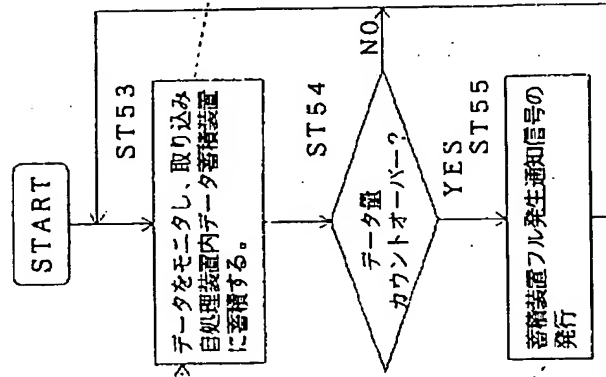 START
ST53
データをモニタし、取り込み
自処理装置内データ蓄積装置
に蓄積する。
ST54
データ量
カウントオーバー?
NO
YES
ST55
蓄積装置フル発生通知信号の
発行